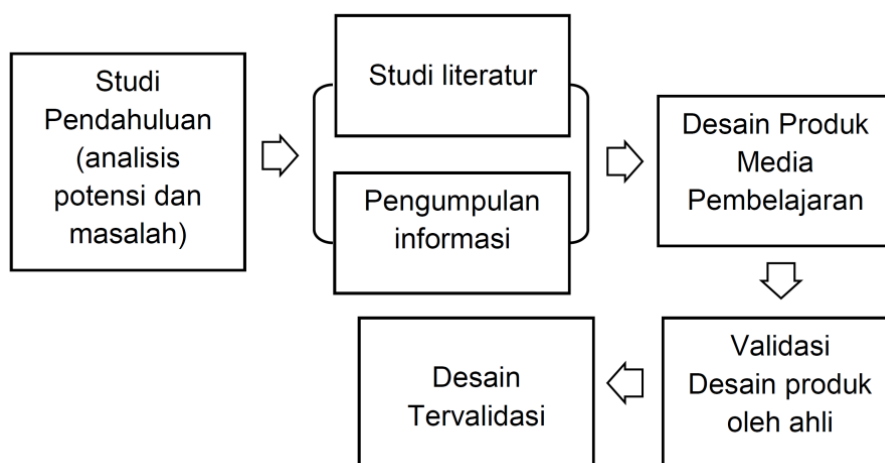 Studi
Pendahuluan
(analisis
potensi dan
masalah)
Studi literatur
Pengumpulan
informasi
Desain Produk
Media
Pembelajaran
Validasi
Desain produk
oleh ahli
Desain
Tervalidasi